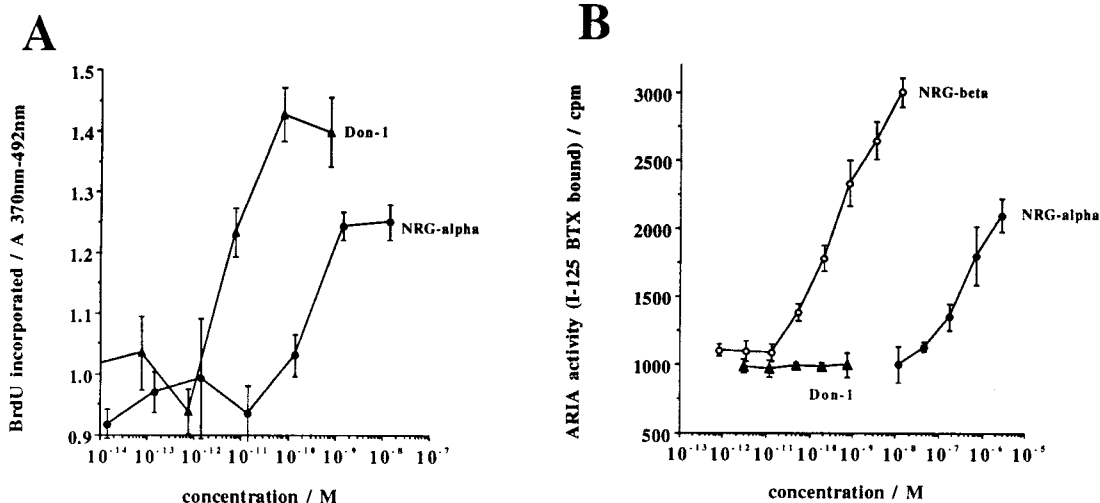 A
BrdU incorporated / A 370nm-492nm
1.5
1.4
1.3
1.2
1.1
1.0
0.9
Don-1
NRG-alpha
10⁻¹⁴ 10⁻¹³ 10⁻¹² 10⁻¹¹ 10⁻¹⁰ 10⁻⁹ 10⁻⁸ 10⁻⁷
concentration / M
B
ARIA activity (I-125 BTX bound) / cpm
3000
2500
2000
1500
1000
500
NRG-beta
NRG-alpha
Don-1
10⁻¹³ 10⁻¹² 10⁻¹¹ 10⁻¹⁰ 10⁻⁹ 10⁻⁸ 10⁻⁷ 10⁻⁶ 10⁻⁵
concentration / M